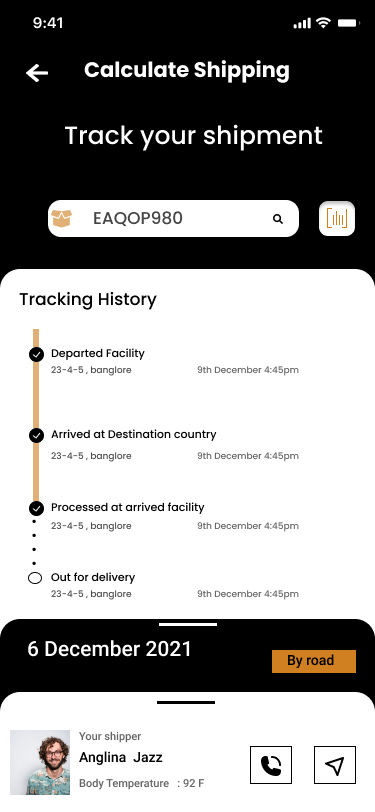 9:41
Calculate Shipping
Track your shipment
EAQOP980
Tracking History
Departed Facility
23-4-5 , banglore 9th December 4:45pm
Arrived at Destination country
23-4-5 , banglore 9th December 4:45pm
Processed at arrived facility
23-4-5 , banglore 9th December 4:45pm
Out for delivery
23-4-5 , banglore 9th December 4:45pm
6 December 2021
By road
Your shipper
Anglina Jazz
Body Temperature : 92 F